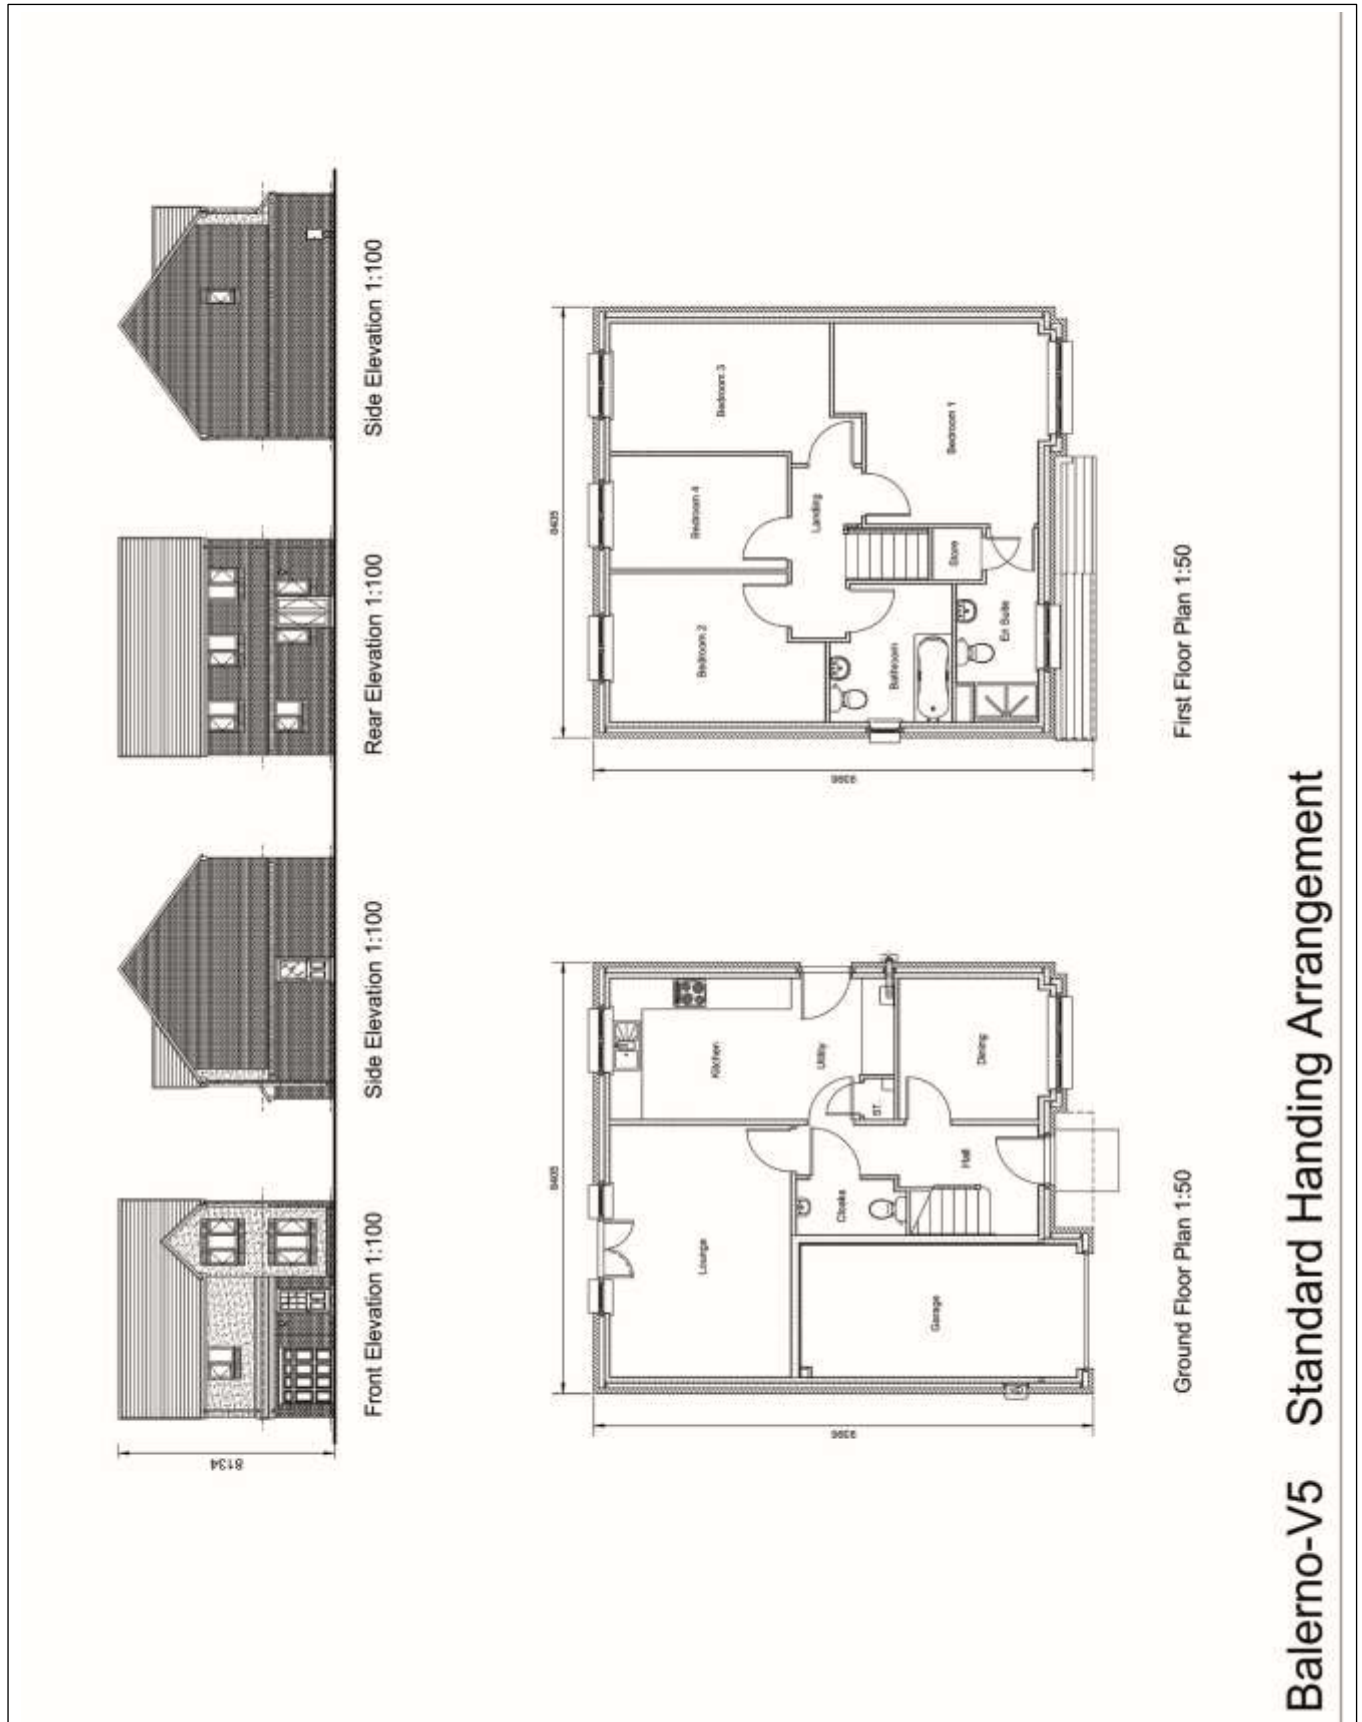 8134
Front Elevation 1:100
Side Elevation 1:100
Rear Elevation 1:100
Side Elevation 1:100
8405
9396
Lounge
Kitchen
Utility
Cloaks
ST
Hall
Dining
Garage
Ground Floor Plan 1:50
8405
9396
Bedroom 2
Bedroom 4
Bedroom 3
Landing
Bathroom
Store
Bedroom 1
En Suite
First Floor Plan 1:50
Balerno-V5 Standard Handing Arrangement